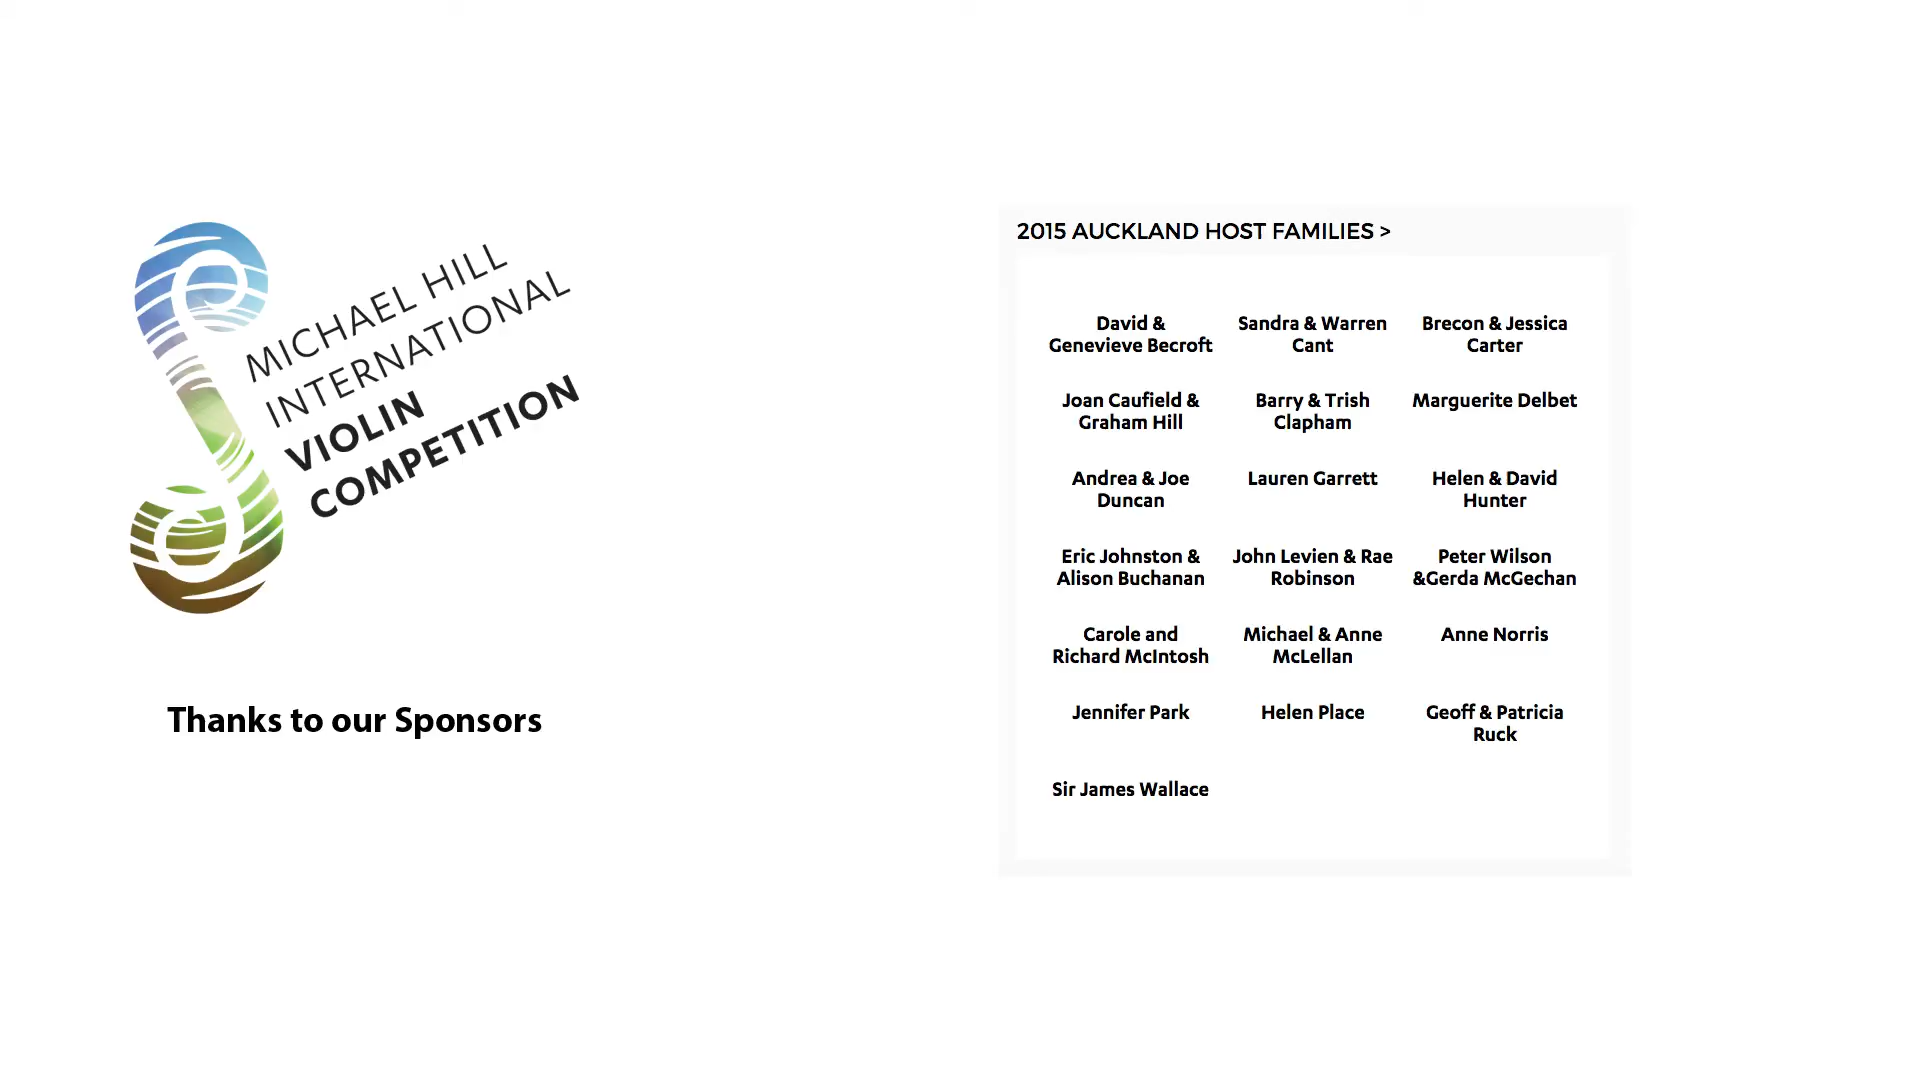 MICHAEL HILL
INTERNATIONAL
VIOLIN
COMPETITION
Thanks to our Sponsors
2015 AUCKLAND HOST FAMILIES >
David &
Genevieve Becroft
Sandra & Warren
Cant
Brecon & Jessica
Carter
Joan Caufield &
Graham Hill
Barry & Trish
Clapham
Marguerite Delbet
Andrea & Joe
Duncan
Lauren Garrett
Helen & David
Hunter
Eric Johnston &
Alison Buchanan
John Levien & Rae
Robinson
Peter Wilson
&Gerda McGechan
Carole and
Richard McIntosh
Michael & Anne
McLellan
Anne Norris
Jennifer Park
Helen Place
Geoff & Patricia
Ruck
Sir James Wallace